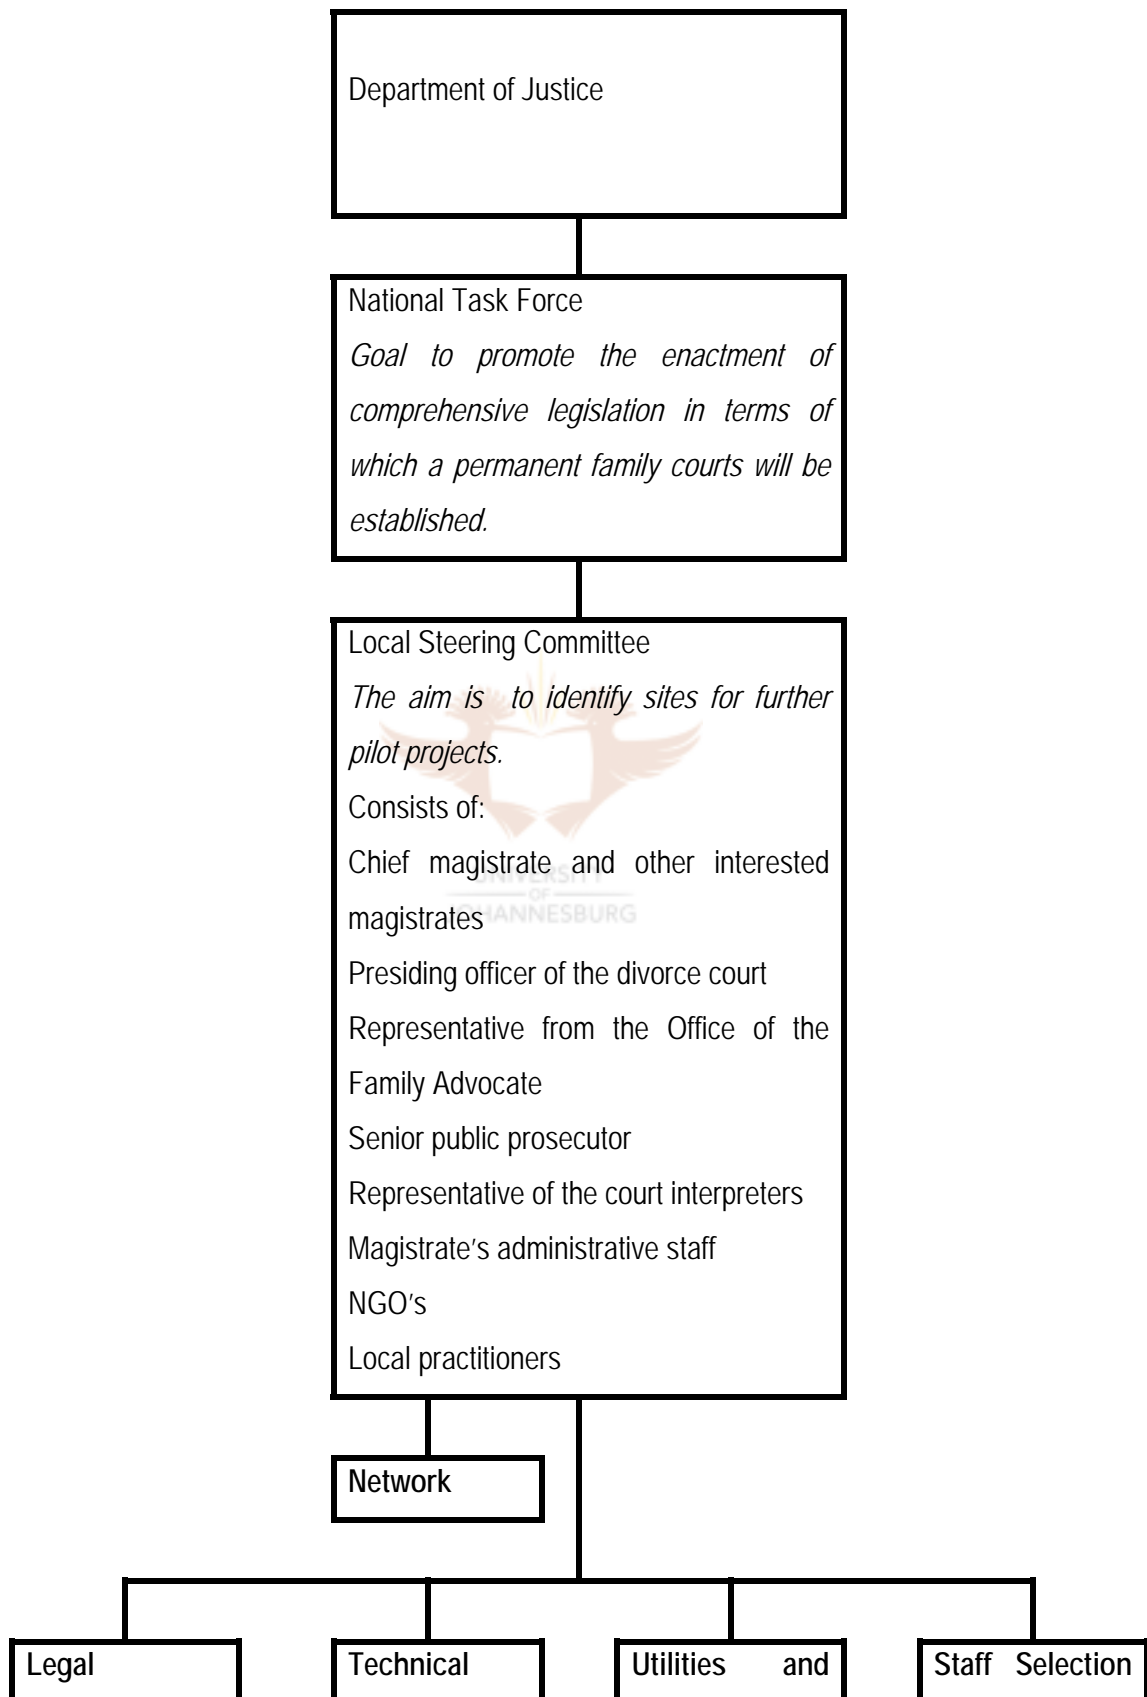 Department of Justice
National Task Force
Goal to promote the enactment of
comprehensive legislation in terms of
which a permanent family courts will be
established.
Local Steering Committee
The aim is to identify sites for further
pilot projects.
Consists of:
Chief magistrate and other interested
magistrates
UNIVERSITY
OF
JOHANNESBURG
Presiding officer of the divorce court
Representative from the Office of the
Family Advocate
Senior public prosecutor
Representative of the court interpreters
Magistrate's administrative staff
NGO's
Local practitioners
Network
Legal
Technical
Utilities and
Staff Selection